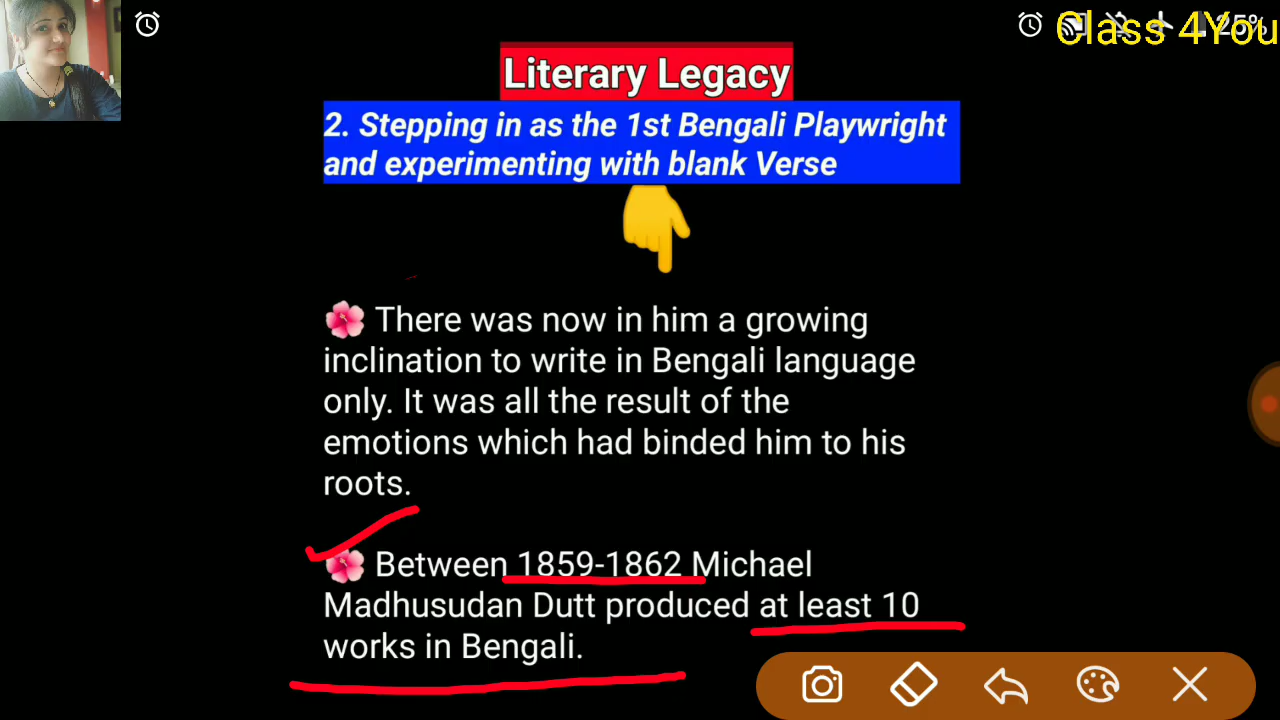 Class 4You
25%
Literary Legacy
2. Stepping in as the 1st Bengali Playwright
and experimenting with blank Verse
There was now in him a growing
inclination to write in Bengali language
only. It was all the result of the
emotions which had binded him to his
roots.
Between 1859-1862 Michael
Madhusudan Dutt produced at least 10
works in Bengali.